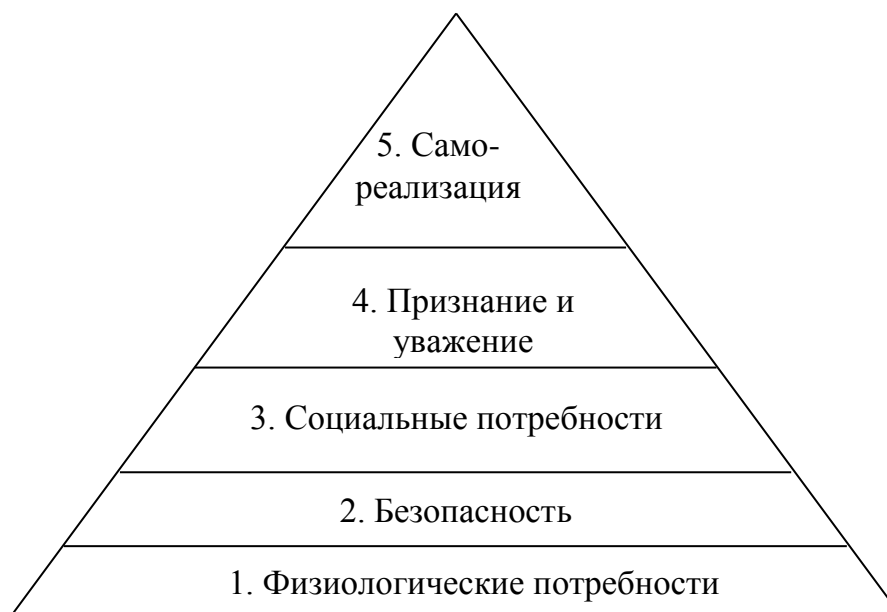 5. Само-
реализация
4. Признание и
уважение
3. Социальные потребности
2. Безопасность
1. Физиологические потребности